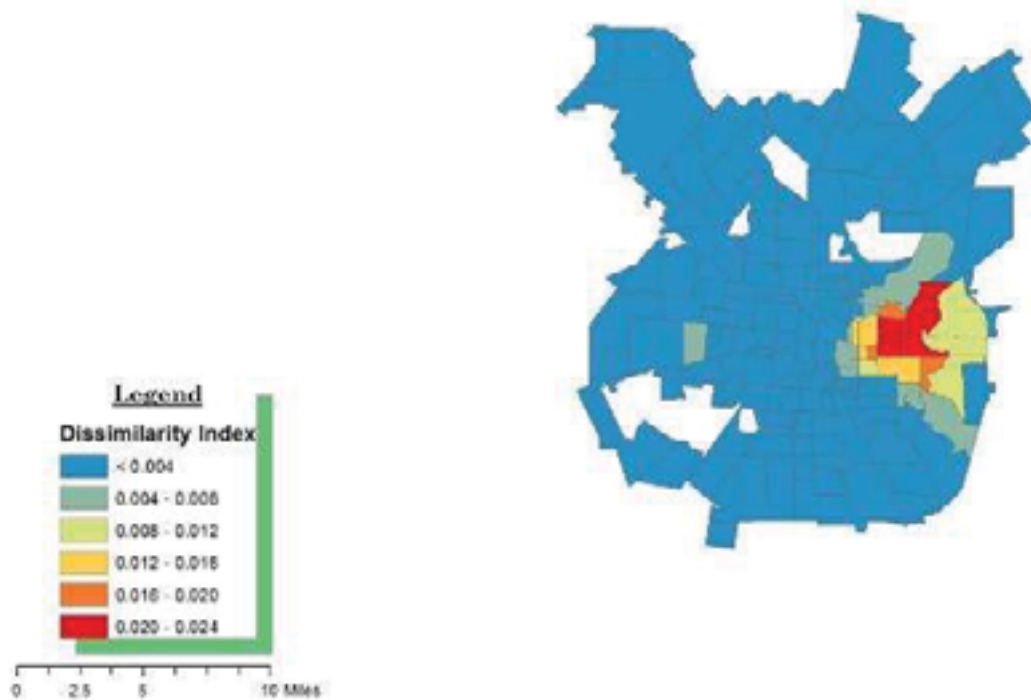 Legend
Dissimilarity Index
< 0.004
0.004 - 0.008
0.008 - 0.012
0.012 - 0.016
0.016 - 0.020
0.020 - 0.024
0 2.5 5 10 Miles